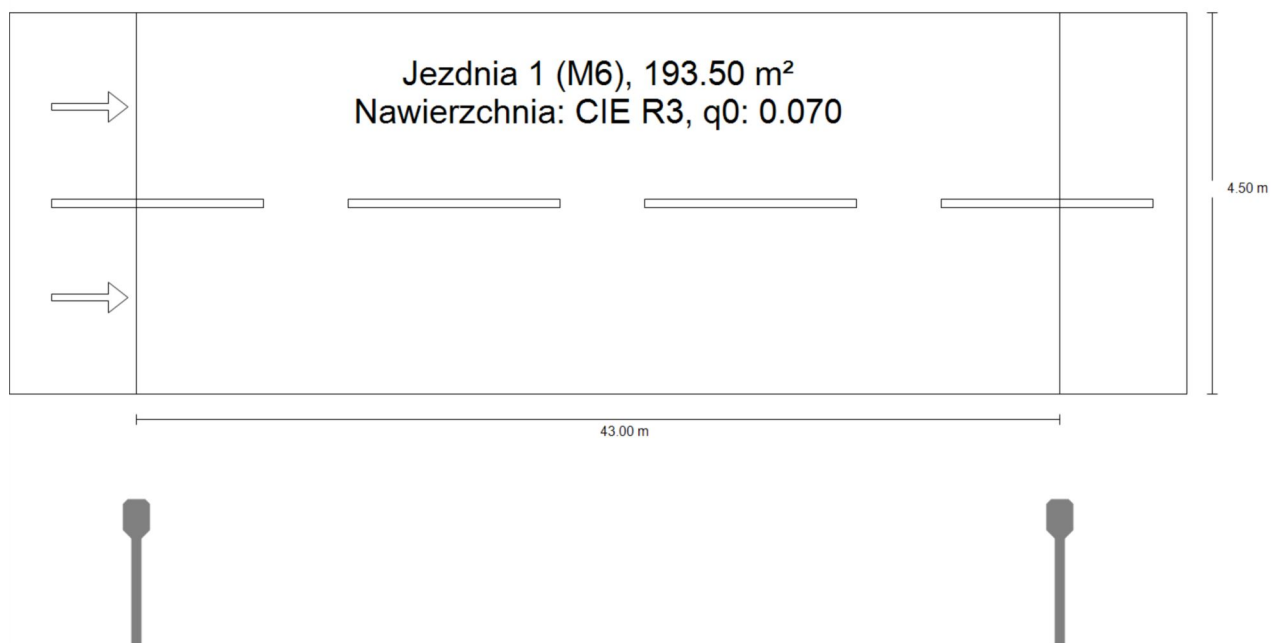 Jezdnia 1 (M6), 193.50 m²
Nawierzchnia: CIE R3, q0: 0.070
4.50 m
43.00 m